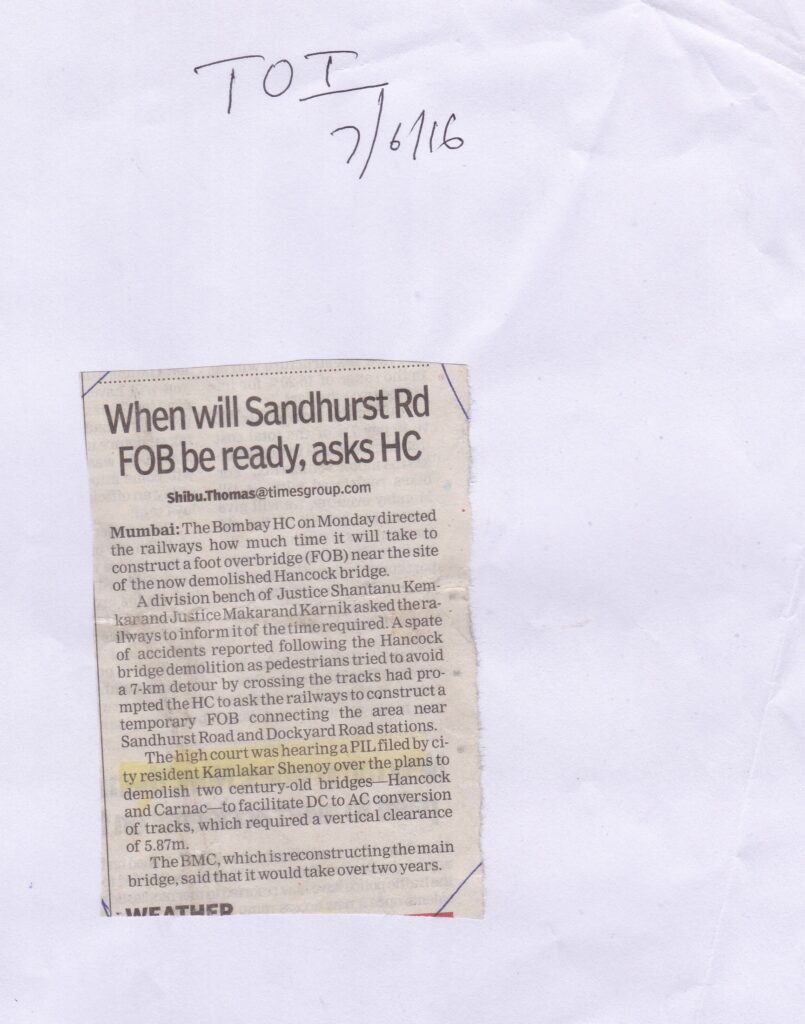 TOI
7/6/16
When will Sandhurst Rd
FOB be ready, asks HC
Shibu.Thomas@timesgroup.com
Mumbai: The Bombay HC on Monday directed
the railways how much time it will take to
construct a foot overbridge (FOB) near the site
of the now demolished Hancock bridge.
A division bench of Justice Shantanu Kem-
kar and Justice Makarand Karnik asked the ra-
ilways to inform it of the time required. A spate
of accidents reported following the Hancock
bridge demolition as pedestrians tried to avoid
a 7-km detour by crossing the tracks had pro-
mpted the HC to ask the railways to construct a
temporary FOB connecting the area near
Sandhurst Road and Dockyard Road stations.
The high court was hearing a PIL filed by ci-
ty resident Kamlakar Shenoy over the plans to
demolish two century-old bridges—Hancock
and Carnac—to facilitate DC to AC conversion
of tracks, which required a vertical clearance
of 5.87m.
The BMC, which is reconstructing the main
bridge, said that it would take over two years.
WEATHER